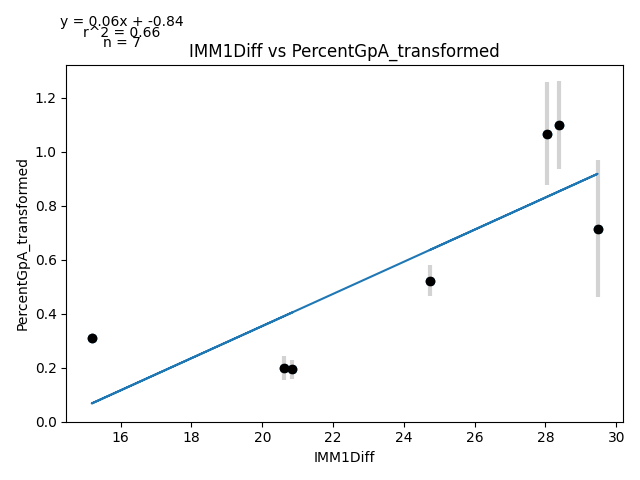 y = 0.06x + -0.84
r^2 = 0.66
n = 7
IMM1Diff vs PercentGpA_transformed
PercentGpA_transformed
1.2
1.0
0.8
0.6
0.4
0.2
0.0
16 18 20 22 24 26 28 30
IMM1Diff